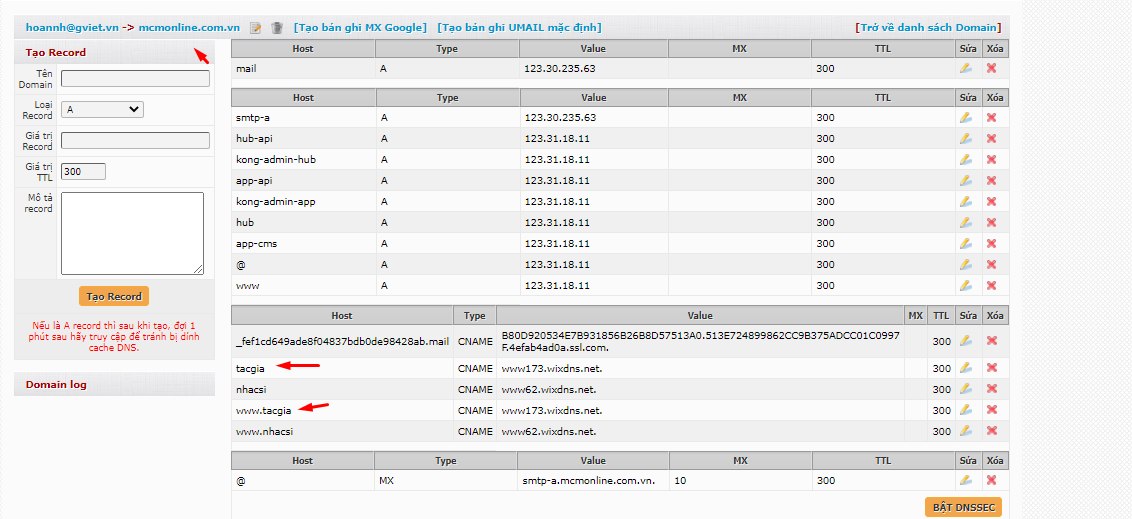 hoannh@gviet.vn -> mcmonline.com.vn [Tạo bản ghi MX Google] [Tạo bản ghi UMAIL mặc định] [Trở về danh sách Domain]
Tạo Record
Tên Domain
Loại Record A
Giá trị Record
Giá trị TTL 300
Mô tả record
Tạo Record
Nếu là A record thì sau khi tạo, đợi 1
phút sau hãy truy cập để tránh bị dính
cache DNS.
Domain log
Host Type Value MX TTL Sửa Xóa
mail A 123.30.235.63 300
Host Type Value MX TTL Sửa Xóa
smtp-a A 123.30.235.63 300
hub-api A 123.31.18.11 300
kong-admin-hub A 123.31.18.11 300
app-api A 123.31.18.11 300
kong-admin-app A 123.31.18.11 300
hub A 123.31.18.11 300
app-cms A 123.31.18.11 300
@ A 123.31.18.11 300
www A 123.31.18.11 300
Host Type Value MX TTL Sửa Xóa
_fef1cd649ade8f04837bdb0de98428ab.mail CNAME B80D920534E7B931856B26B8D57513A0.513E724899862CC9B375ADCC01C0997
F.4efab4ad0a.ssl.com. 300
tacgia CNAME www173.wixdns.net. 300
nhacsi CNAME www62.wixdns.net. 300
www.tacgia CNAME www173.wixdns.net. 300
www.nhacsi CNAME www62.wixdns.net. 300
Host Type Value MX TTL Sửa Xóa
@ MX smtp-a.mcmonline.com.vn. 10 300
BẬT DNSSEC